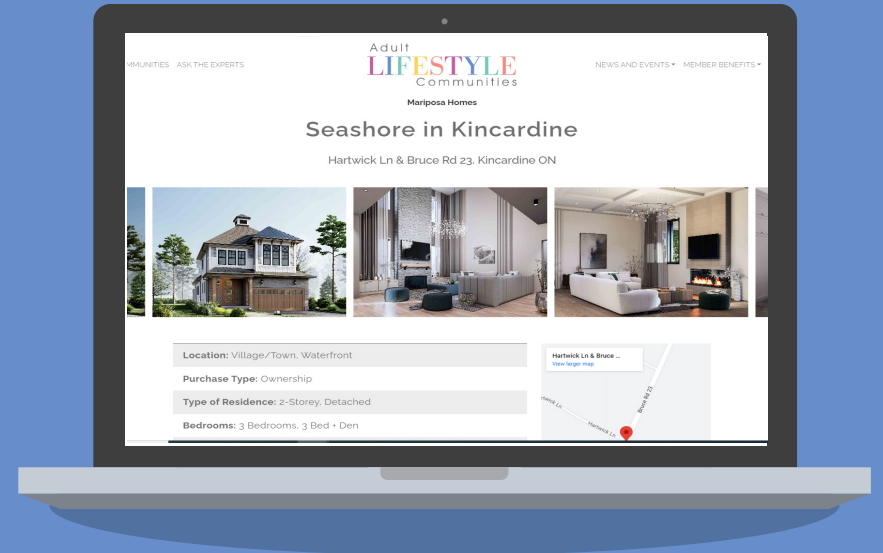 Adult
LIFESTYLE
Communities
MMUNITIES ASK THE EXPERTS
NEWS AND EVENTS MEMBER BENEFITS
Mariposa Homes
Seashore in Kincardine
Hartwick Ln & Bruce Rd 23, Kincardine ON
Location: Village/Town, Waterfront
Purchase Type: Ownership
Type of Residence: 2-Storey, Detached
Bedrooms: 3 Bedrooms, 3 Bed + Den
Hartwick Ln & Bruce ...
View larger map
Bruce Rd 23
Hartwick Ln
Hartwick Ln